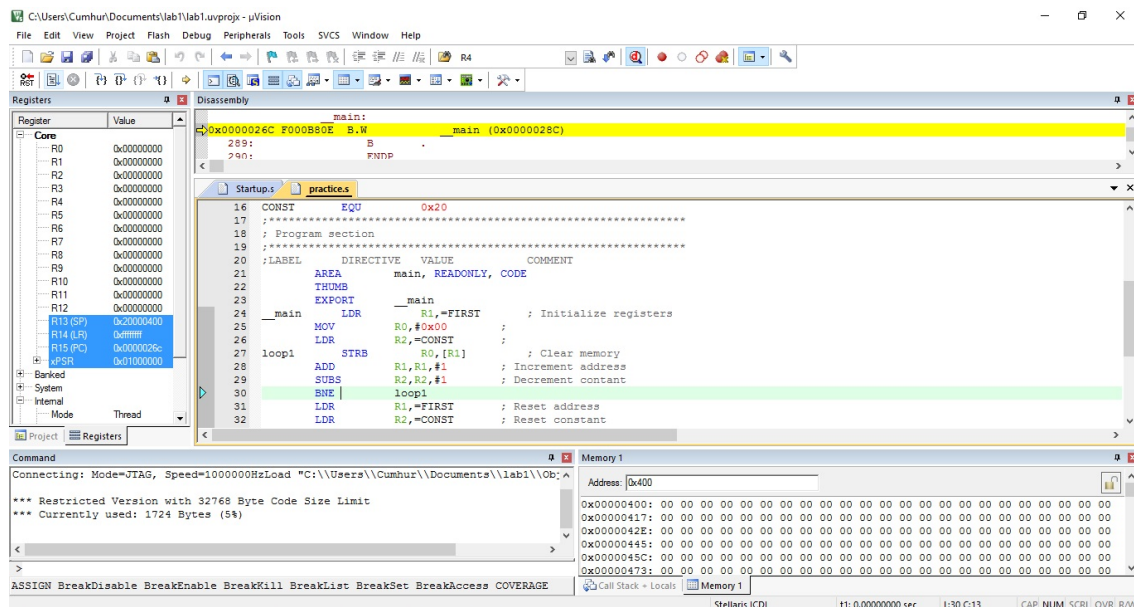 C:\Users\Cumhur\Documents\lab1\lab1.uvprojx - µVision
File Edit View Project Flash Debug Peripherals Tools SVCS Window Help
R4
RST
Registers
Disassembly
Register Value
Core
R0 0x00000000
R1 0x00000000
R2 0x00000000
R3 0x00000000
R4 0x00000000
R5 0x00000000
R6 0x00000000
R7 0x00000000
R8 0x00000000
R9 0x00000000
R10 0x00000000
R11 0x00000000
R12 0x00000000
R13 (SP) 0x20000400
R14 (LR) 0xffffffff
R15 (PC) 0x0000026c
xPSR 0x01000000
Banked
System
Internal
Mode Thread
Project Registers
__main:
0x0000026C F000B80E B.W __main (0x0000028C)
289: B .
290: ENDP
Startup.s practice.s
16 CONST EQU 0x20
17 ;***************************************************************
18 ; Program section
19 ;***************************************************************
20 ;LABEL DIRECTIVE VALUE COMMENT
21 AREA main, READONLY, CODE
22 THUMB
23 EXPORT __main
24 __main LDR R1,=FIRST ; Initialize registers
25 MOV R0,#0x00 ;
26 LDR R2,=CONST ;
27 loop1 STRB R0,[R1] ; Clear memory
28 ADD R1,R1,#1 ; Increment address
29 SUBS R2,R2,#1 ; Decrement contant
30 BNE loop1
31 LDR R1,=FIRST ; Reset address
32 LDR R2,=CONST ; Reset constant
Command
Connecting: Mode=JTAG, Speed=1000000HzLoad "C:\\Users\\Cumhur\\Documents\\lab1\\Obj
*** Restricted Version with 32768 Byte Code Size Limit
*** Currently used: 1724 Bytes (5%)
>
ASSIGN BreakDisable BreakEnable BreakKill BreakList BreakSet BreakAccess COVERAGE
Memory 1
Address: 0x400
0x00000400: 00 00 00 00 00 00 00 00 00 00 00 00 00 00 00 00 00 00 00 00 00 00 00
0x00000417: 00 00 00 00 00 00 00 00 00 00 00 00 00 00 00 00 00 00 00 00 00 00 00
0x0000042E: 00 00 00 00 00 00 00 00 00 00 00 00 00 00 00 00 00 00 00 00 00 00 00
0x00000445: 00 00 00 00 00 00 00 00 00 00 00 00 00 00 00 00 00 00 00 00 00 00 00
0x0000045C: 00 00 00 00 00 00 00 00 00 00 00 00 00 00 00 00 00 00 00 00 00 00 00
0x00000473: 00 00 00 00 00 00 00 00 00 00 00 00 00 00 00 00 00 00 00 00 00 00 00
Call Stack + Locals Memory 1
Stellaris ICDI t1: 0.00000000 sec L:30 C:13 CAP NUM SCRL OVR R/W